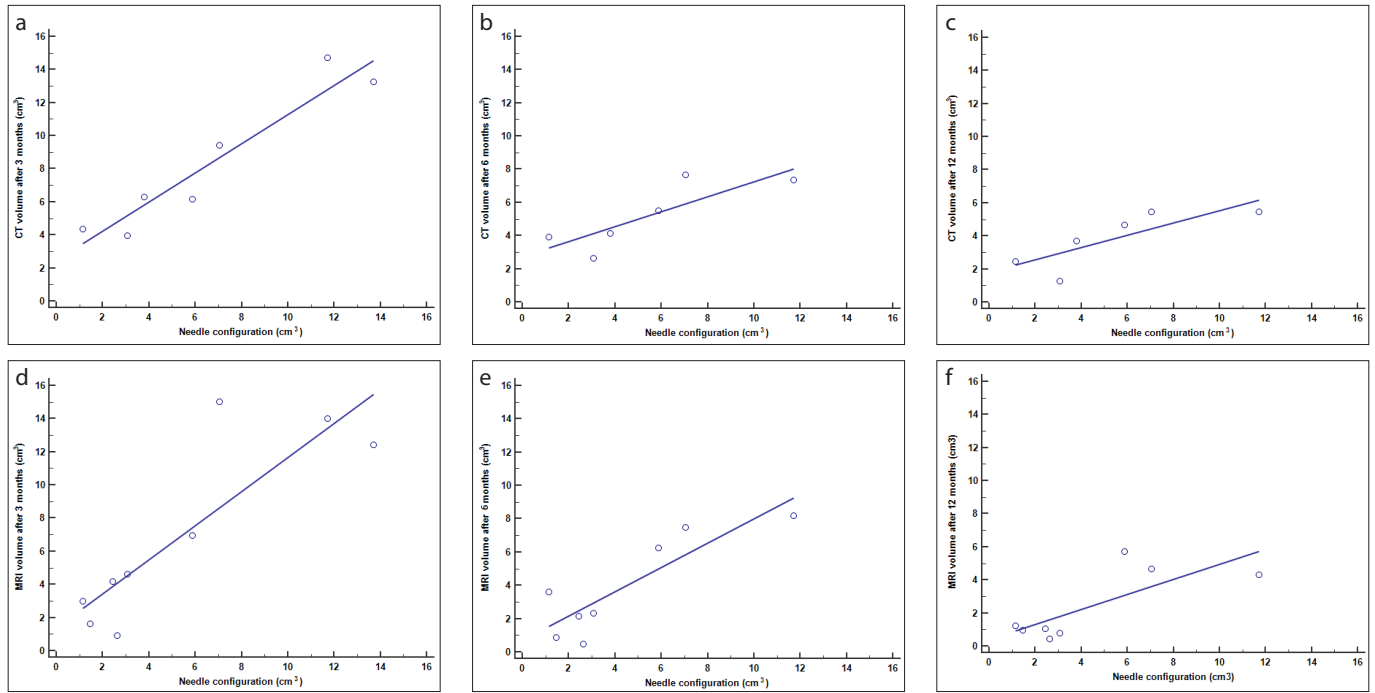 a
CT volume after 3 months (cm³)
16
14
12
10
8
6
4
2
0
0 2 4 6 8 10 12 14 16
Needle configuration (cm³)
b
CT volume after 6 months (cm³)
16
14
12
10
8
6
4
2
0
0 2 4 6 8 10 12 14 16
Needle configuration (cm³)
c
CT volume after 12 months (cm³)
16
14
12
10
8
6
4
2
0
0 2 4 6 8 10 12 14 16
Needle configuration (cm³)
d
MRI volume after 3 months (cm³)
16
14
12
10
8
6
4
2
0
0 2 4 6 8 10 12 14 16
Needle configuration (cm³)
e
MRI volume after 6 months (cm³)
16
14
12
10
8
6
4
2
0
0 2 4 6 8 10 12 14 16
Needle configuration (cm³)
f
MRI volume after 12 months (cm3)
16
14
12
10
8
6
4
2
0
0 2 4 6 8 10 12 14 16
Needle configuration (cm3)